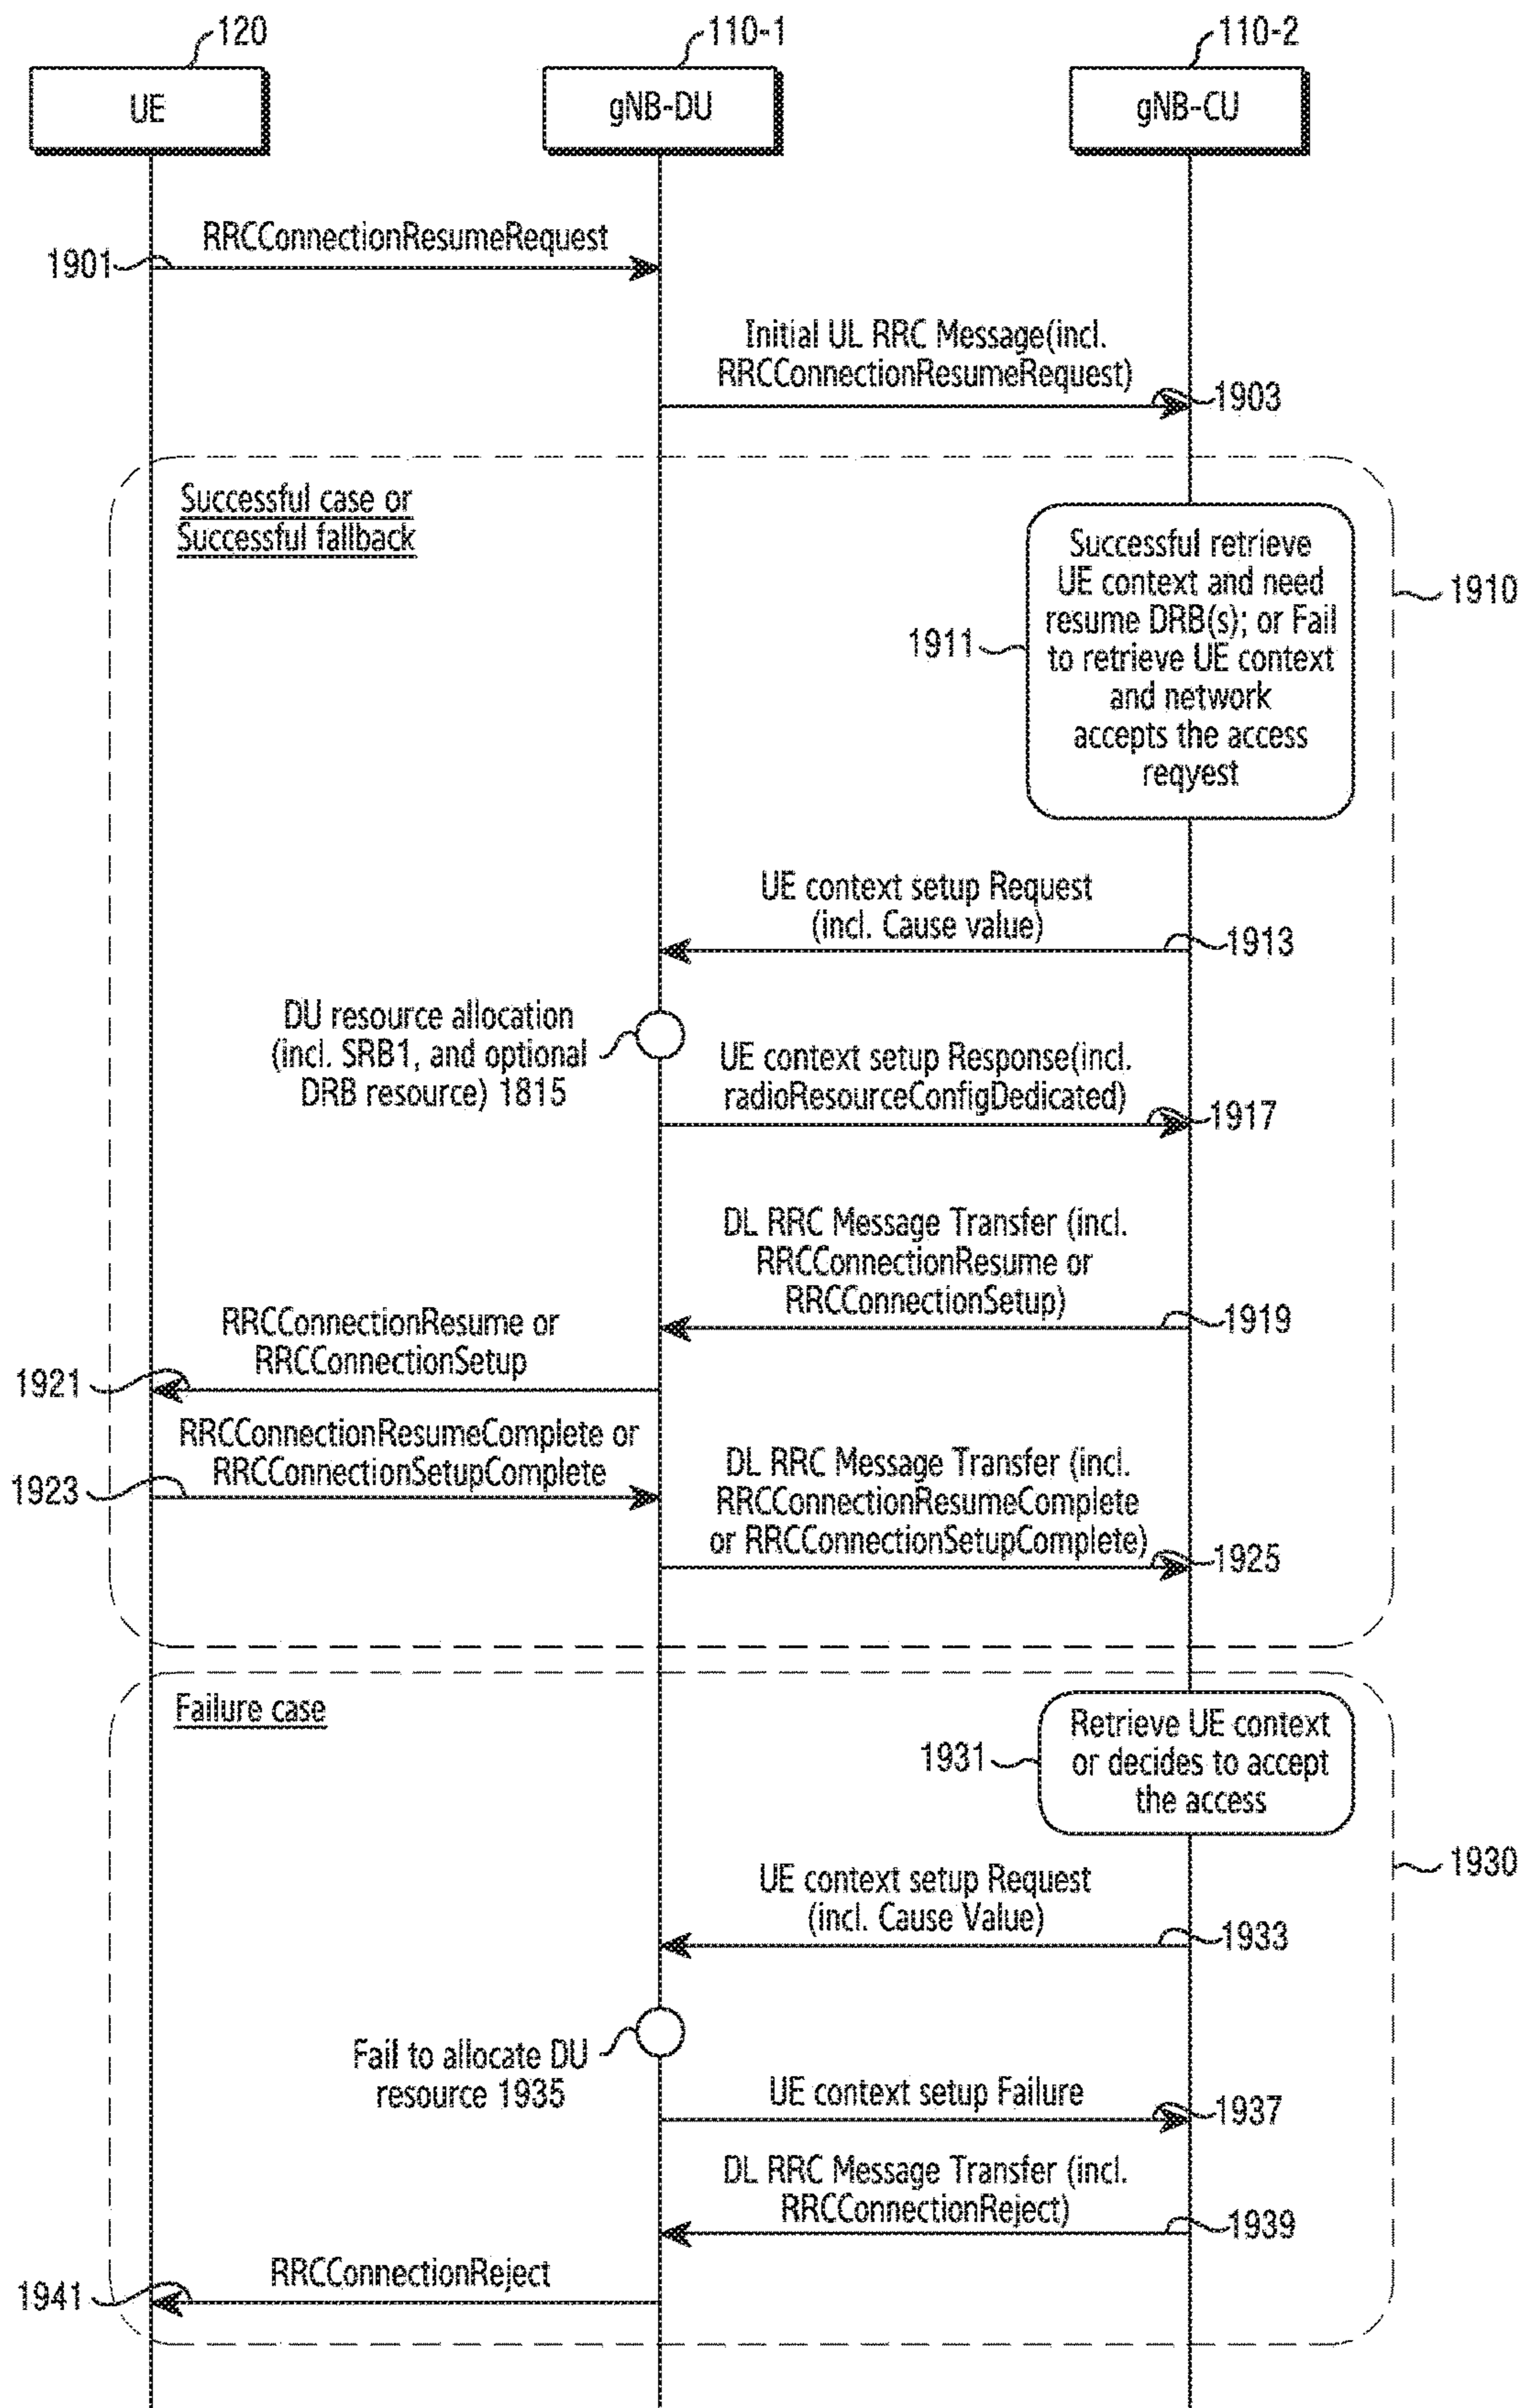 120
110-1
110-2
UE
gNB-DU
gNB-CU
RRCConnectionResumeRequest
1901
Initial UL RRC Message(incl.
RRCConnectionResumeRequest)
1903
Successful case or
Successful fallback
Successful retrieve
UE context and need
resume DRB(s); or Fail
to retrieve UE context
and network
accepts the access
reqyest
1910
1911
UE context setup Request
(incl. Cause value)
1913
DU resource allocation
(incl. SRB1, and optional
DRB resource) 1815
UE context setup Response(incl.
radioResourceConfigDedicated)
1917
DL RRC Message Transfer (incl.
RRCConnectionResume or
RRCConnectionSetup)
1919
RRCConnectionResume or
RRCConnectionSetup
1921
RRCConnectionResumeComplete or
RRCConnectionSetupComplete
1923
DL RRC Message Transfer (incl.
RRCConnectionResumeComplete
or RRCConnectionSetupComplete)
1925
Failure case
Retrieve UE context
or decides to accept
the access
1931
1930
UE context setup Request
(incl. Cause Value)
1933
Fail to allocate DU
resource 1935
UE context setup Failure
1937
DL RRC Message Transfer (incl.
RRCConnectionReject)
1939
RRCConnectionReject
1941